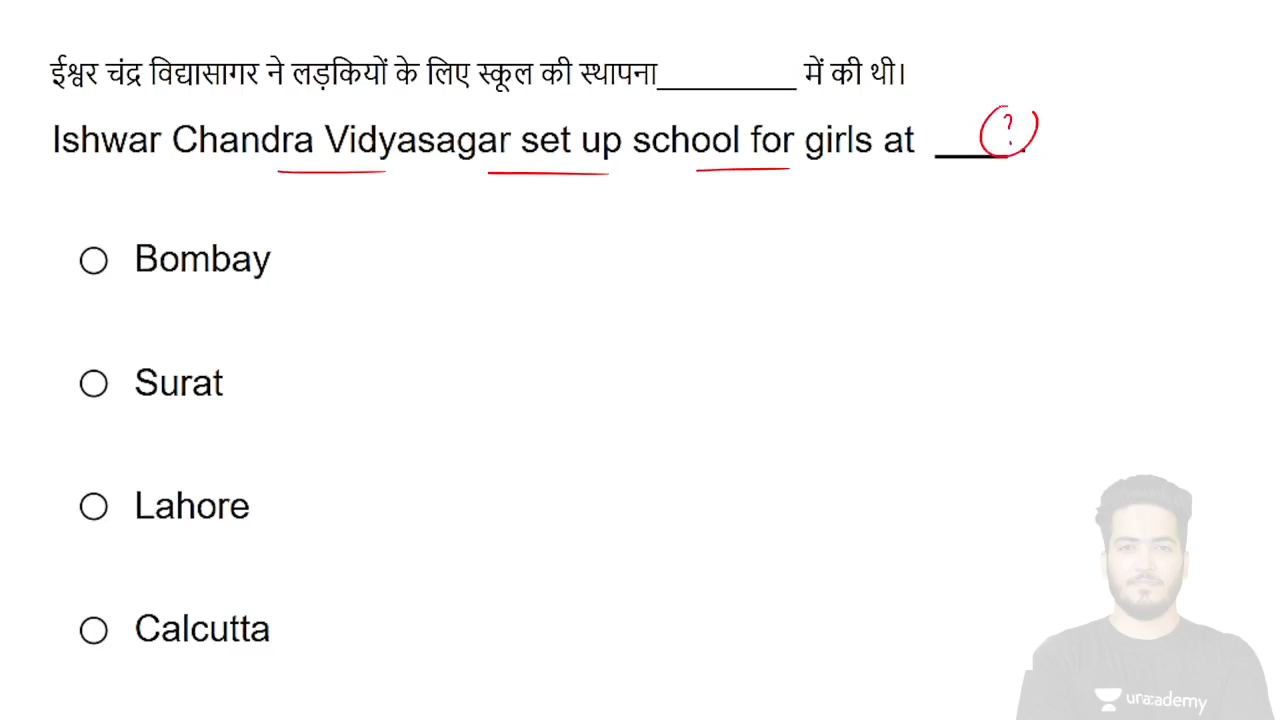 ईश्वर चंद्र विद्यासागर ने लड़कियों के लिए स्कूल की स्थापना_________ में की थी।
Ishwar Chandra Vidyasagar set up school for girls at ____.
?
Bombay
Surat
Lahore
Calcutta
unacademy